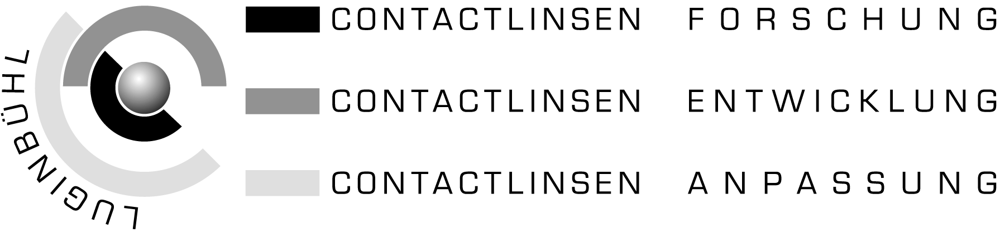 LUGINBÜHL
CONTACTLINSEN FORSCHUNG
CONTACTLINSEN ENTWICKLUNG
CONTACTLINSEN ANPASSUNG